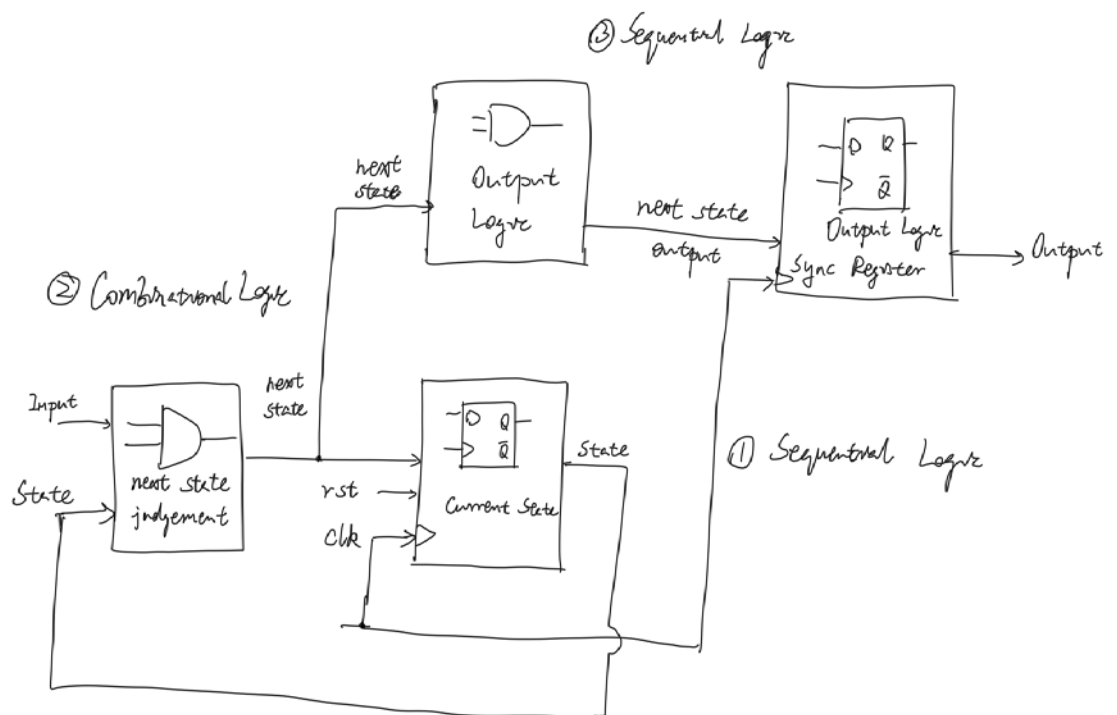 ③ Sequential Logic
D Q
Q̅
next
state
Output
Logic
next state
output
Output Logic
Sync Register
Output
② Combinational Logic
Input
next
state
D Q
Q̅
State
① Sequential Logic
State
next state
judgement
rst
Current State
clk